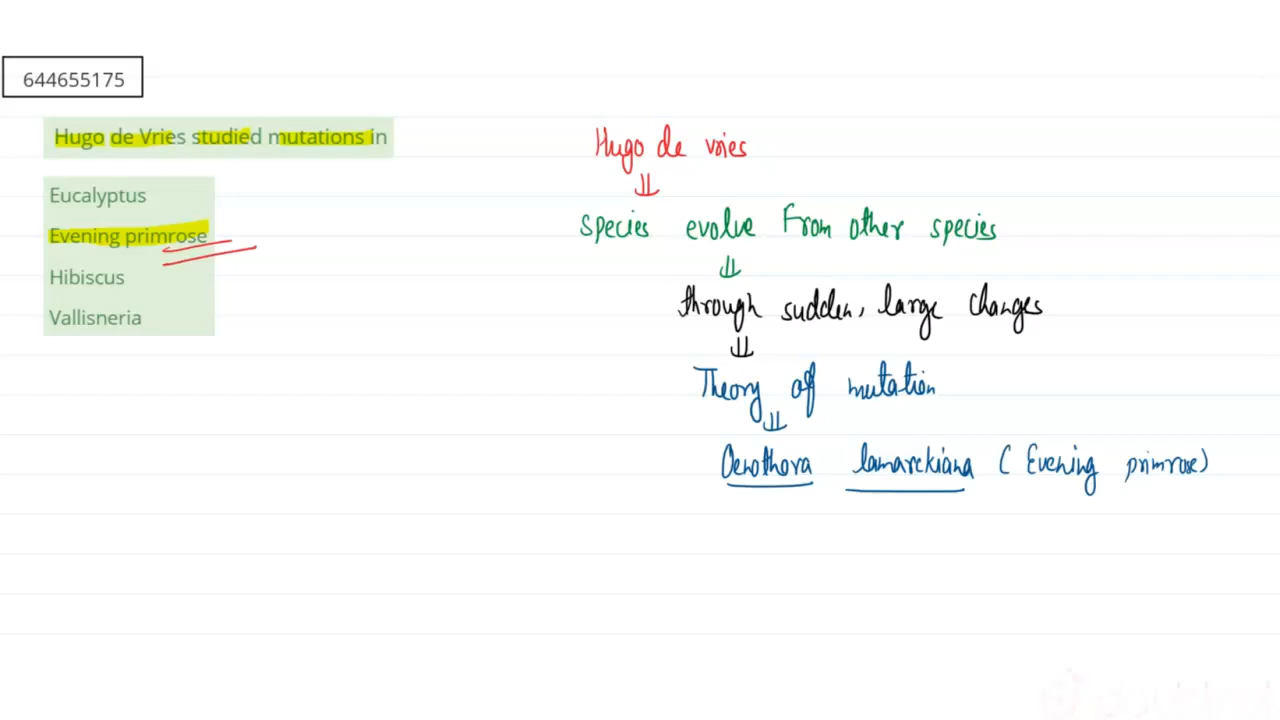 644655175
Hugo de Vries studied mutations in
Eucalyptus
Evening primrose
Hibiscus
Vallisneria
Hugo de vries
Species evolve From other species
through sudden, large changes
Theory of mutation
Oenothora lamarckiana (Evening primrose)